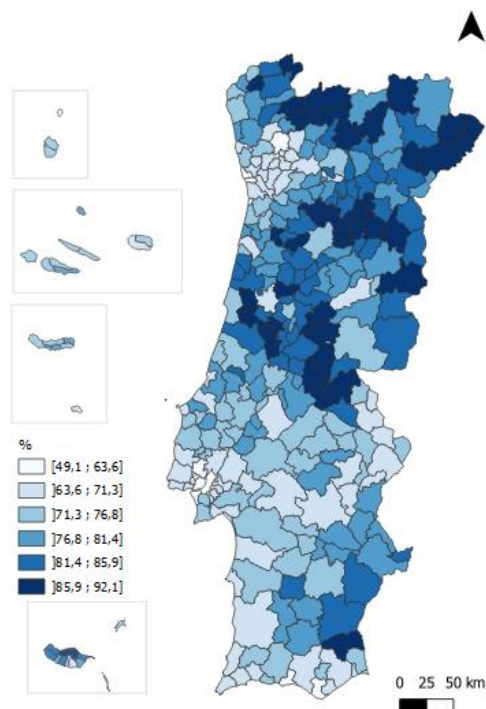 %
]49,1 ; 63,6]
]63,6 ; 71,3]
]71,3 ; 76,8]
]76,8 ; 81,4]
]81,4 ; 85,9]
]85,9 ; 92,1]
0 25 50 km